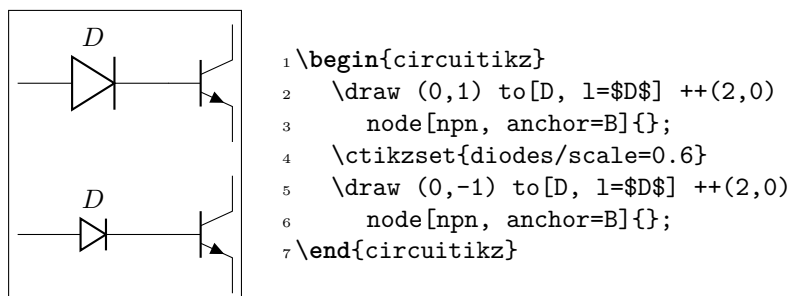 D
D
1 \begin{circuitikz}
2 \draw (0,1) to[D, l=$D$] ++(2,0)
3 node[npn, anchor=B]{};
4 \ctikzset{diodes/scale=0.6}
5 \draw (0,-1) to[D, l=$D$] ++(2,0)
6 node[npn, anchor=B]{};
7 \end{circuitikz}